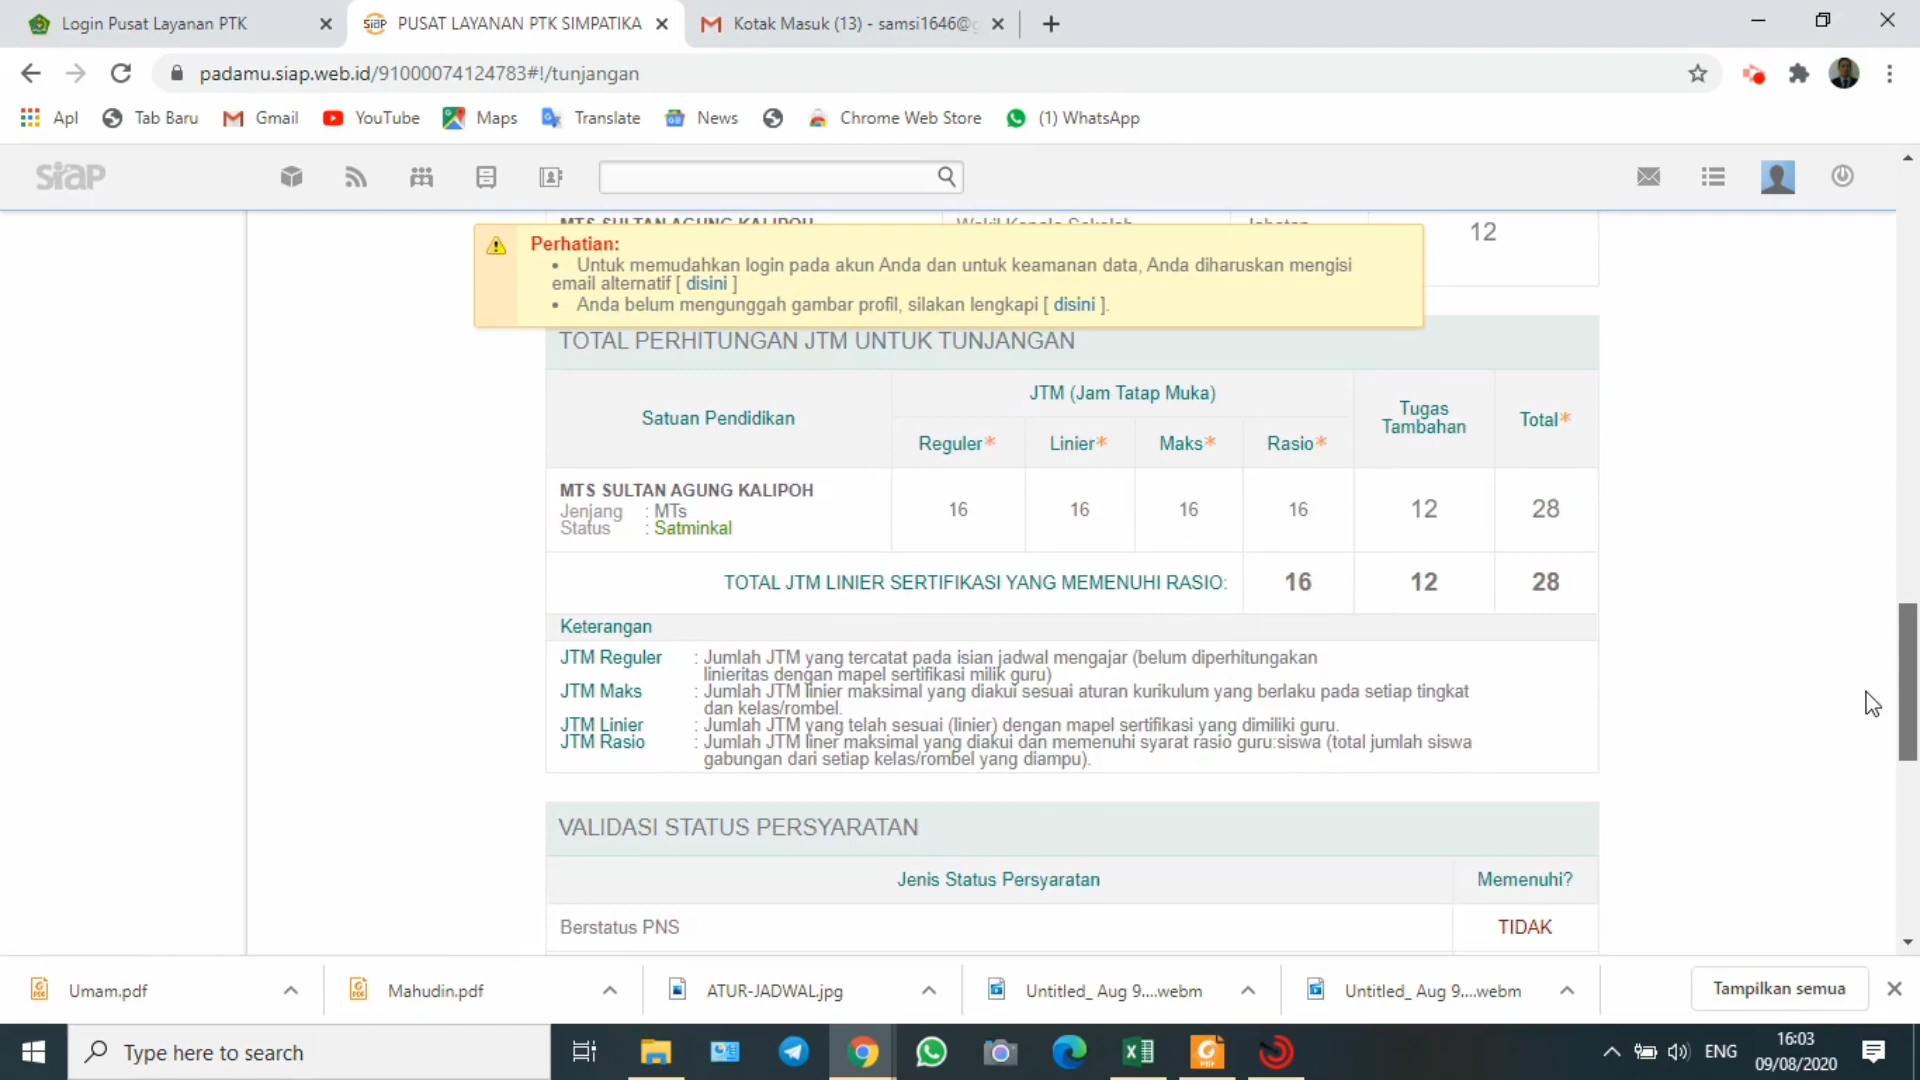 Login Pusat Layanan PTK
PUSAT LAYANAN PTK SIMPATIKA
Kotak Masuk (13) - samsi1646@
padamu.siap.web.id/91000074124783#!/tunjangan
Apl Tab Baru Gmail YouTube Maps Translate News Chrome Web Store (1) WhatsApp
siap
MTS SULTAN AGUNG KALIPOH Wakil Kepala Sekolah Jabatan 12
Perhatian:
• Untuk memudahkan login pada akun Anda dan untuk keamanan data, Anda diharuskan mengisi
email alternatif [ disini ]
• Anda belum mengunggah gambar profil, silakan lengkapi [ disini ].
TOTAL PERHITUNGAN JTM UNTUK TUNJANGAN
Satuan Pendidikan
JTM (Jam Tatap Muka)
Reguler* Linier* Maks* Rasio*
Tugas
Tambahan
Total*
MTS SULTAN AGUNG KALIPOH
Jenjang : MTs
Status : Satminkal
16 16 16 16 12 28
TOTAL JTM LINIER SERTIFIKASI YANG MEMENUHI RASIO: 16 12 28
Keterangan
JTM Reguler : Jumlah JTM yang tercatat pada isian jadwal mengajar (belum diperhitungakan
linieritas dengan mapel sertifikasi milik guru)
JTM Maks : Jumlah JTM linier maksimal yang diakui sesuai aturan kurikulum yang berlaku pada setiap tingkat
dan kelas/rombel.
JTM Linier : Jumlah JTM yang telah sesuai (linier) dengan mapel sertifikasi yang dimiliki guru.
JTM Rasio : Jumlah JTM liner maksimal yang diakui dan memenuhi syarat rasio guru:siswa (total jumlah siswa
gabungan dari setiap kelas/rombel yang diampu).
VALIDASI STATUS PERSYARATAN
Jenis Status Persyaratan Memenuhi?
Berstatus PNS TIDAK
Umam.pdf
Mahudin.pdf
ATUR-JADWAL.jpg
Untitled_ Aug 9....webm
Untitled_ Aug 9....webm
Tampilkan semua
Type here to search
ENG
16:03
09/08/2020